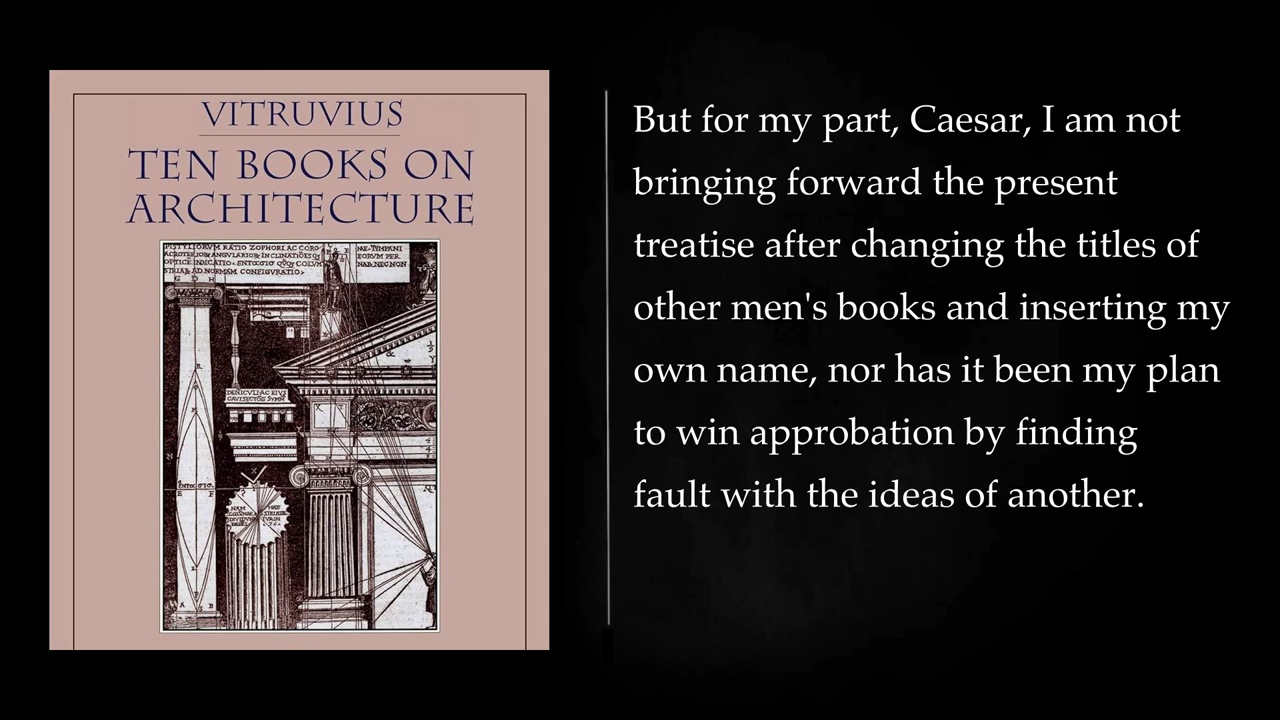 VITRUVIUS
TEN BOOKS ON
ARCHITECTURE
But for my part, Caesar, I am not
bringing forward the present
treatise after changing the titles of
other men's books and inserting my
own name, nor has it been my plan
to win approbation by finding
fault with the ideas of another.